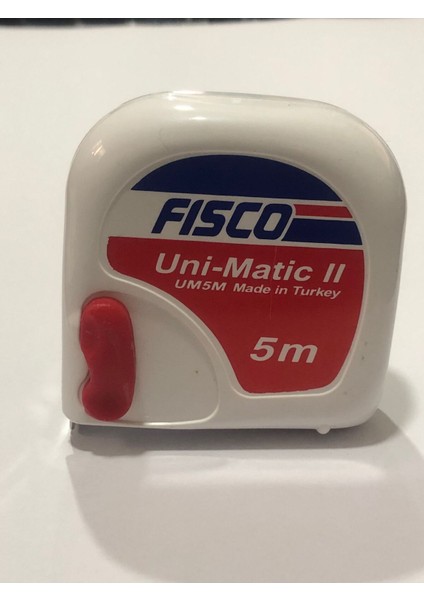 FISCO
Uni-Matic II
UM5M Made in Turkey
5m